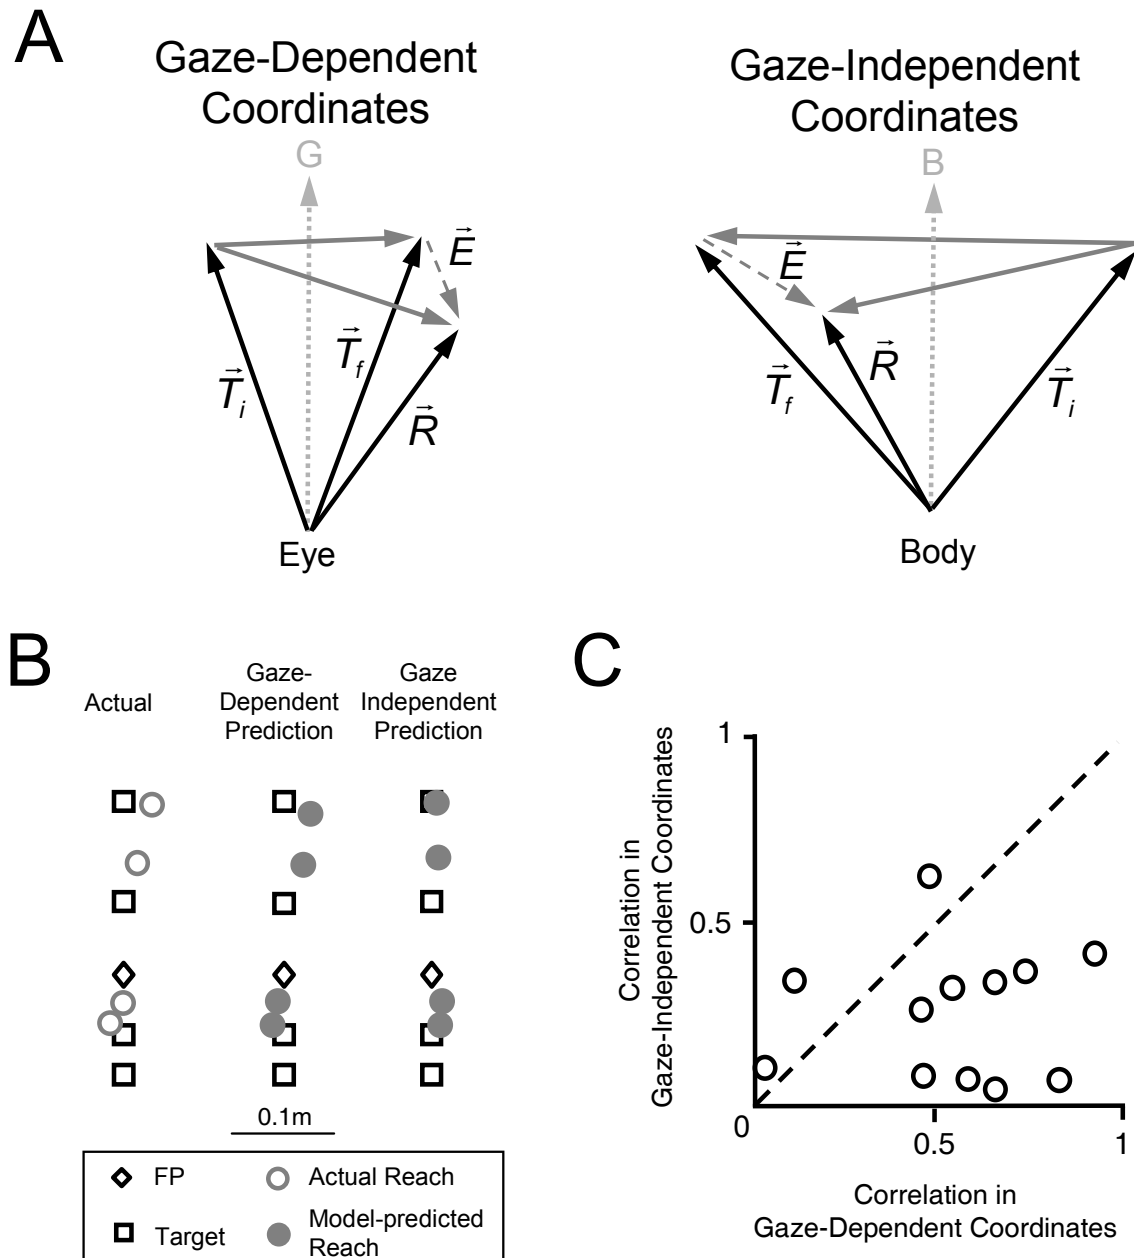 A
Gaze-Dependent
Coordinates
G
E
T_f
T_i
R
Eye
Gaze-Independent
Coordinates
B
E
R
T_f
T_i
Body
B
Actual
Gaze-
Dependent
Prediction
Gaze
Independent
Prediction
0.1m
FP
Actual Reach
Target
Model-predicted
Reach
C
Correlation in
Gaze-Independent Coordinates
1
0.5
0
0.5
1
Correlation in
Gaze-Dependent Coordinates